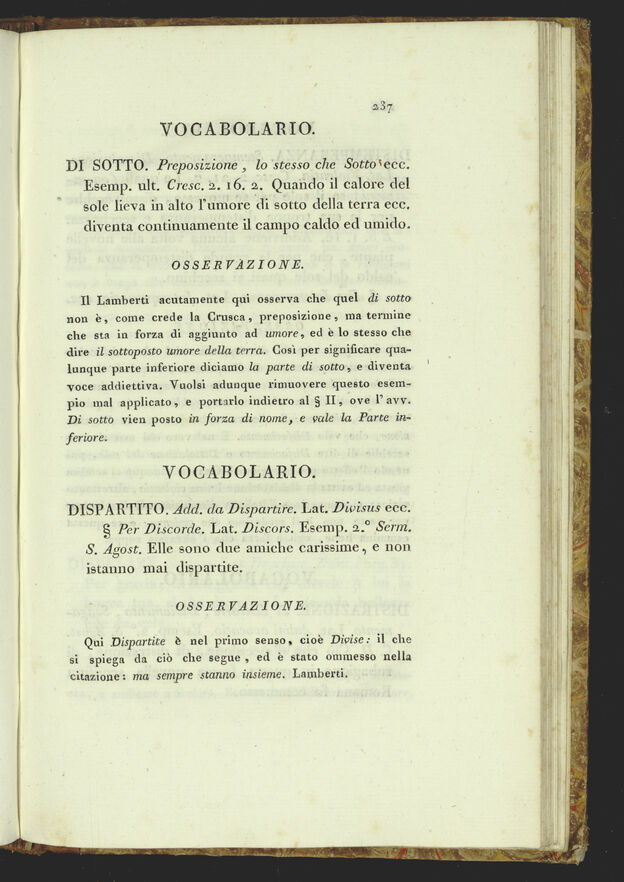 237
VOCABOLARIO.
DI SOTTO. Preposizione, lo stesso che Sotto ecc.
Esemp. ult. Cresc. 2. 16. 2. Quando il calore del
sole lieva in alto l'umore di sotto della terra ecc.
diventa continuamente il campo caldo ed umido.
OSSERVAZIONE.
Il Lamberti acutamente qui osserva che quel di sotto
non è, come crede la Crusca, preposizione, ma termine
che sta in forza di aggiunto ad umore, ed è lo stesso che
dire il sottoposto umore della terra. Così per significare qua-
lunque parte inferiore diciamo la parte di sotto, e diventa
voce addiettiva. Vuolsi adunque rimuovere questo esem-
pio mal applicato, e portarlo indietro al § II, ove l'avv.
Di sotto vien posto in forza di nome, e vale la Parte in-
feriore.
VOCABOLARIO.
DISPARTITO. Add. da Dispartire. Lat. Divisus ecc.
§ Per Discorde. Lat. Discors. Esemp. 2.° Serm.
S. Agost. Elle sono due amiche carissime, e non
istanno mai dispartite.
OSSERVAZIONE.
Qui Dispartite è nel primo senso, cioè Divise: il che
si spiega da ciò che segue, ed è stato ommesso nella
citazione: ma sempre stanno insieme. Lamberti.